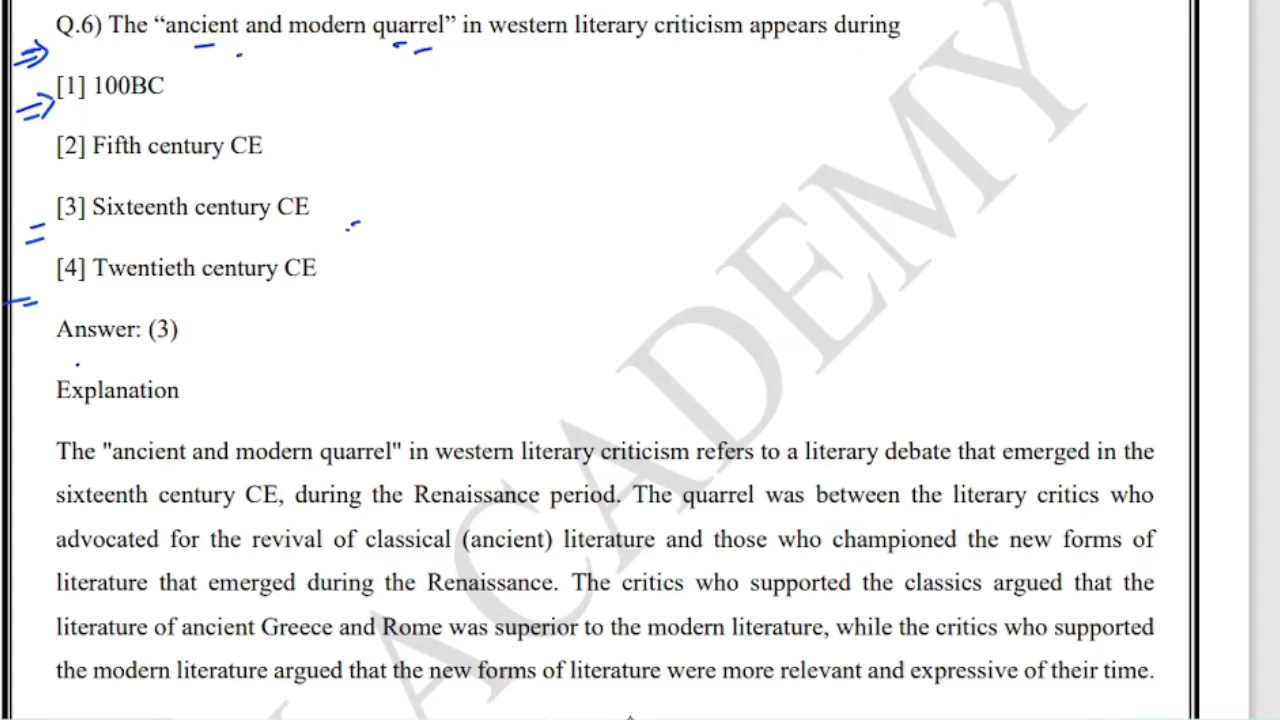 Q.6) The “ancient and modern quarrel” in western literary criticism appears during
[1] 100BC
[2] Fifth century CE
[3] Sixteenth century CE
[4] Twentieth century CE
Answer: (3)
Explanation
The "ancient and modern quarrel" in western literary criticism refers to a literary debate that emerged in the
sixteenth century CE, during the Renaissance period. The quarrel was between the literary critics who
advocated for the revival of classical (ancient) literature and those who championed the new forms of
literature that emerged during the Renaissance. The critics who supported the classics argued that the
literature of ancient Greece and Rome was superior to the modern literature, while the critics who supported
the modern literature argued that the new forms of literature were more relevant and expressive of their time.
ACADEMY